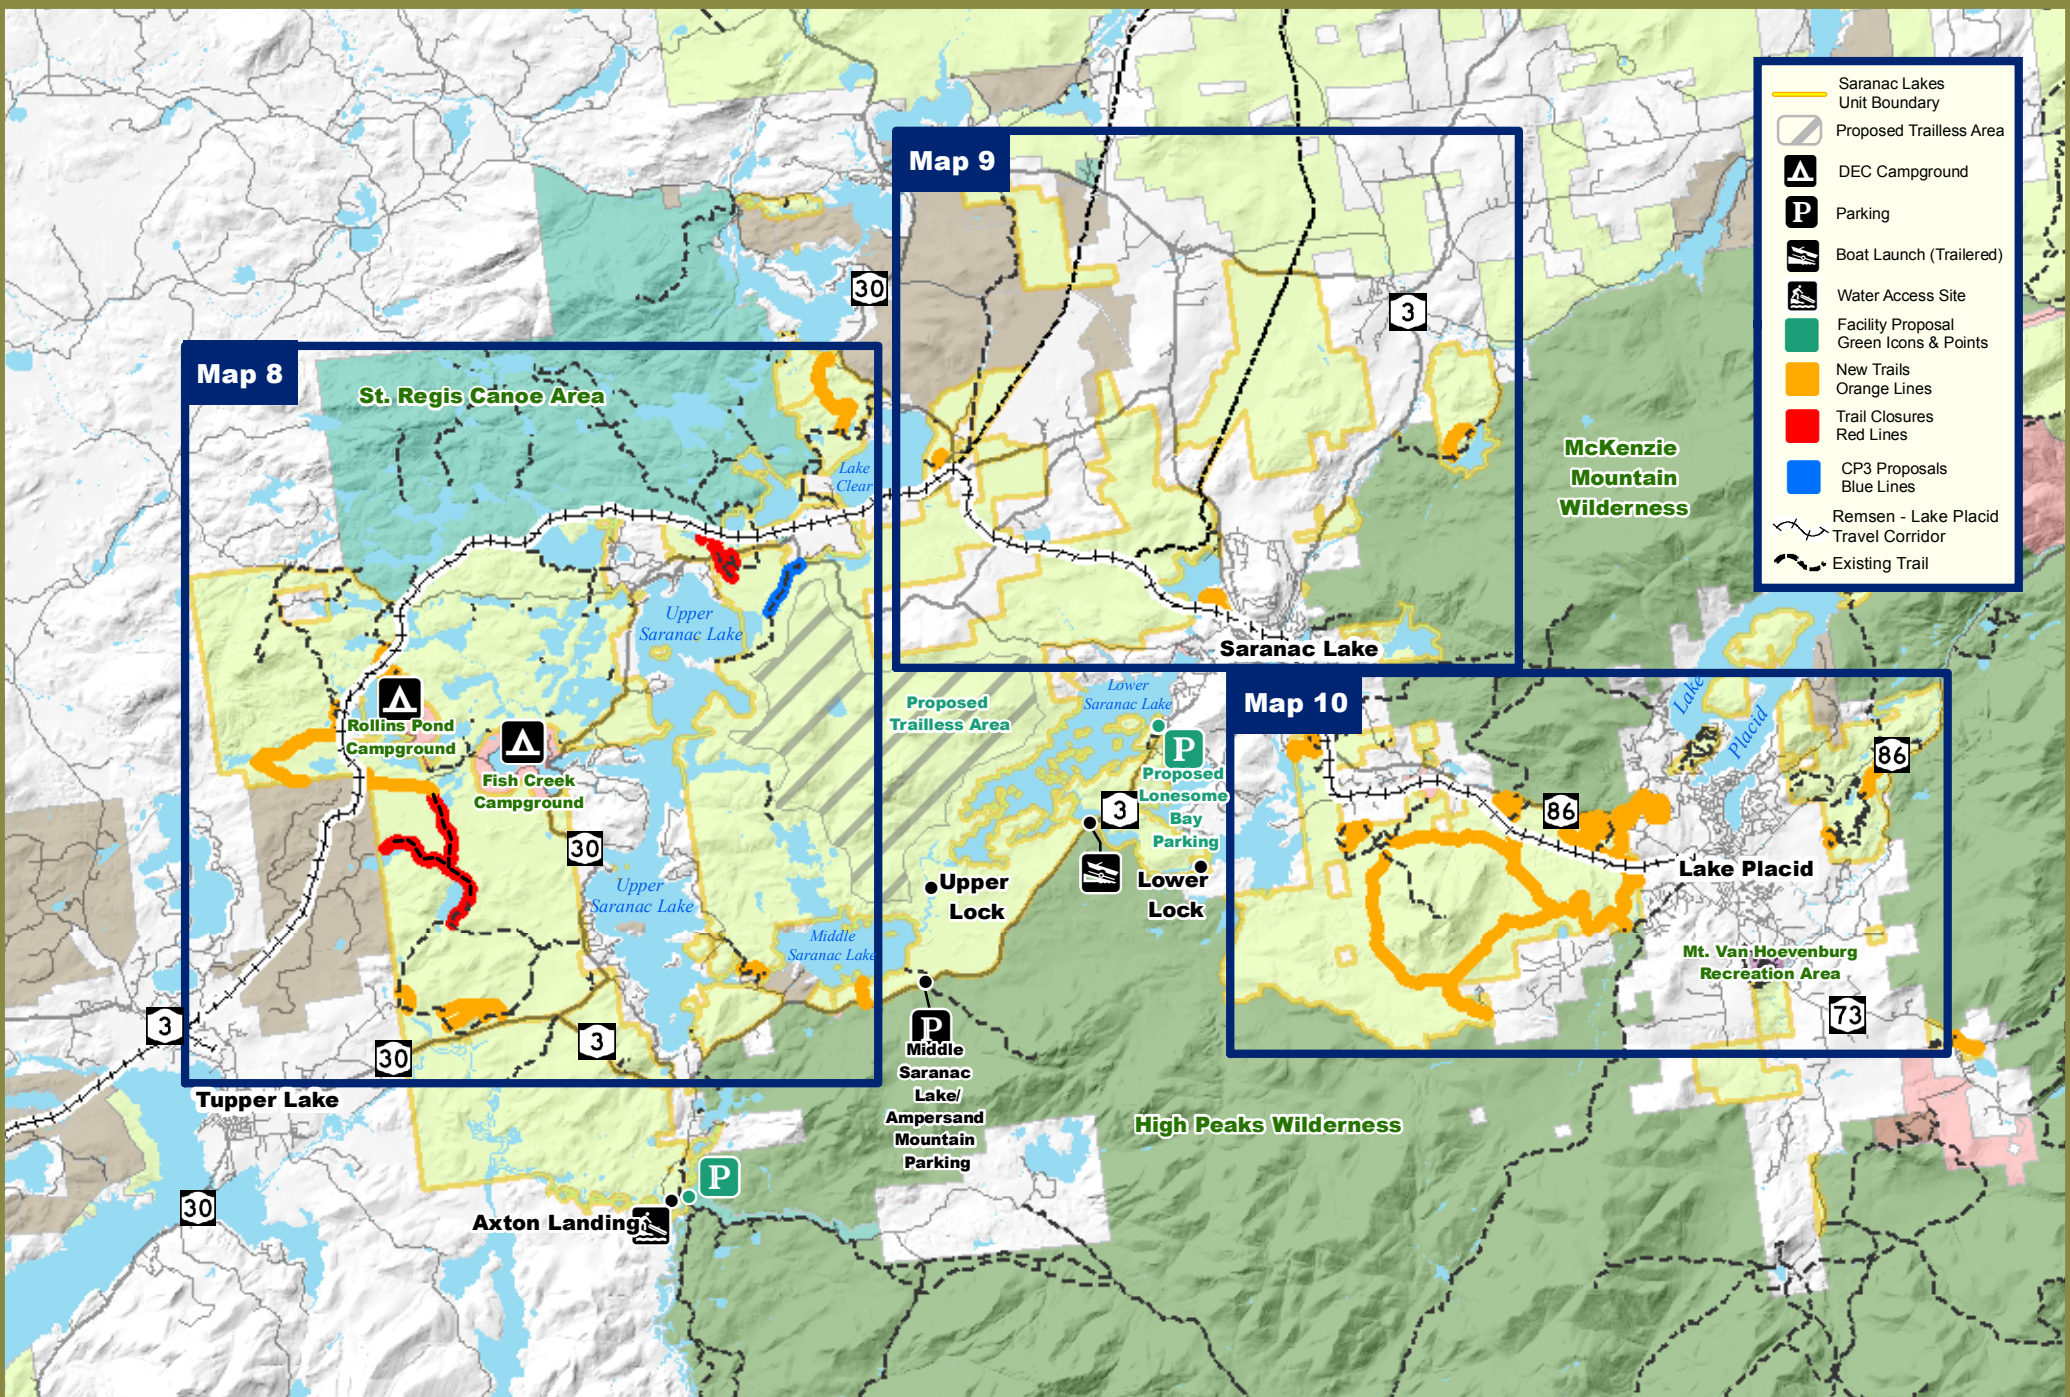 Saranac Lakes
Unit Boundary
Proposed Trailless Area
DEC Campground
P
Parking
Boat Launch (Trailered)
Water Access Site
Facility Proposal
Green Icons & Points
New Trails
Orange Lines
Trail Closures
Red Lines
CP3 Proposals
Blue Lines
Remsen - Lake Placid
Travel Corridor
Existing Trail
Map 9
30
3
Map 8
St. Regis Canoe Area
Lake
Clear
McKenzie
Mountain
Wilderness
Upper
Saranac Lake
Saranac Lake
Rollins Pond
Campground
Fish Creek
Campground
Proposed
Trailless Area
Lower
Saranac Lake
P
Proposed
Lonesome
Bay
Parking
3
Map 10
Lake
Placid
86
86
Lake Placid
30
Upper
Saranac Lake
Upper
Lock
Lower
Lock
Middle
Saranac Lake
Mt. Van Hoevenburg
Recreation Area
73
3
30
3
P
Middle
Saranac
Lake/
Ampersand
Mountain
Parking
Tupper Lake
High Peaks Wilderness
P
30
Axton Landing